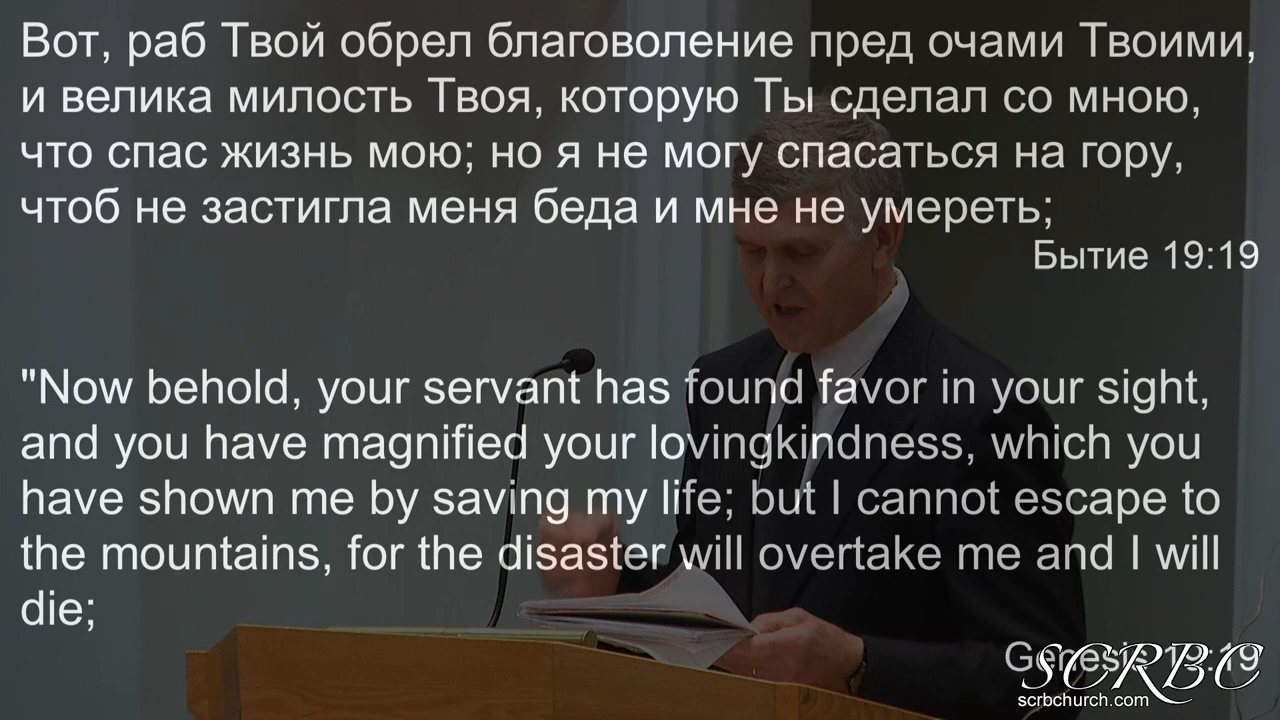 Вот, раб Твой обрел благоволение пред очами Твоими,
и велика милость Твоя, которую Ты сделал со мною,
что спас жизнь мою; но я не могу спасаться на гору,
чтоб не застигла меня беда и мне не умереть;
Бытие 19:19
"Now behold, your servant has found favor in your sight,
and you have magnified your lovingkindness, which you
have shown me by saving my life; but I cannot escape to
the mountains, for the disaster will overtake me and I will
die;
Genesis 19:19
SCRBC
scrbchurch.com